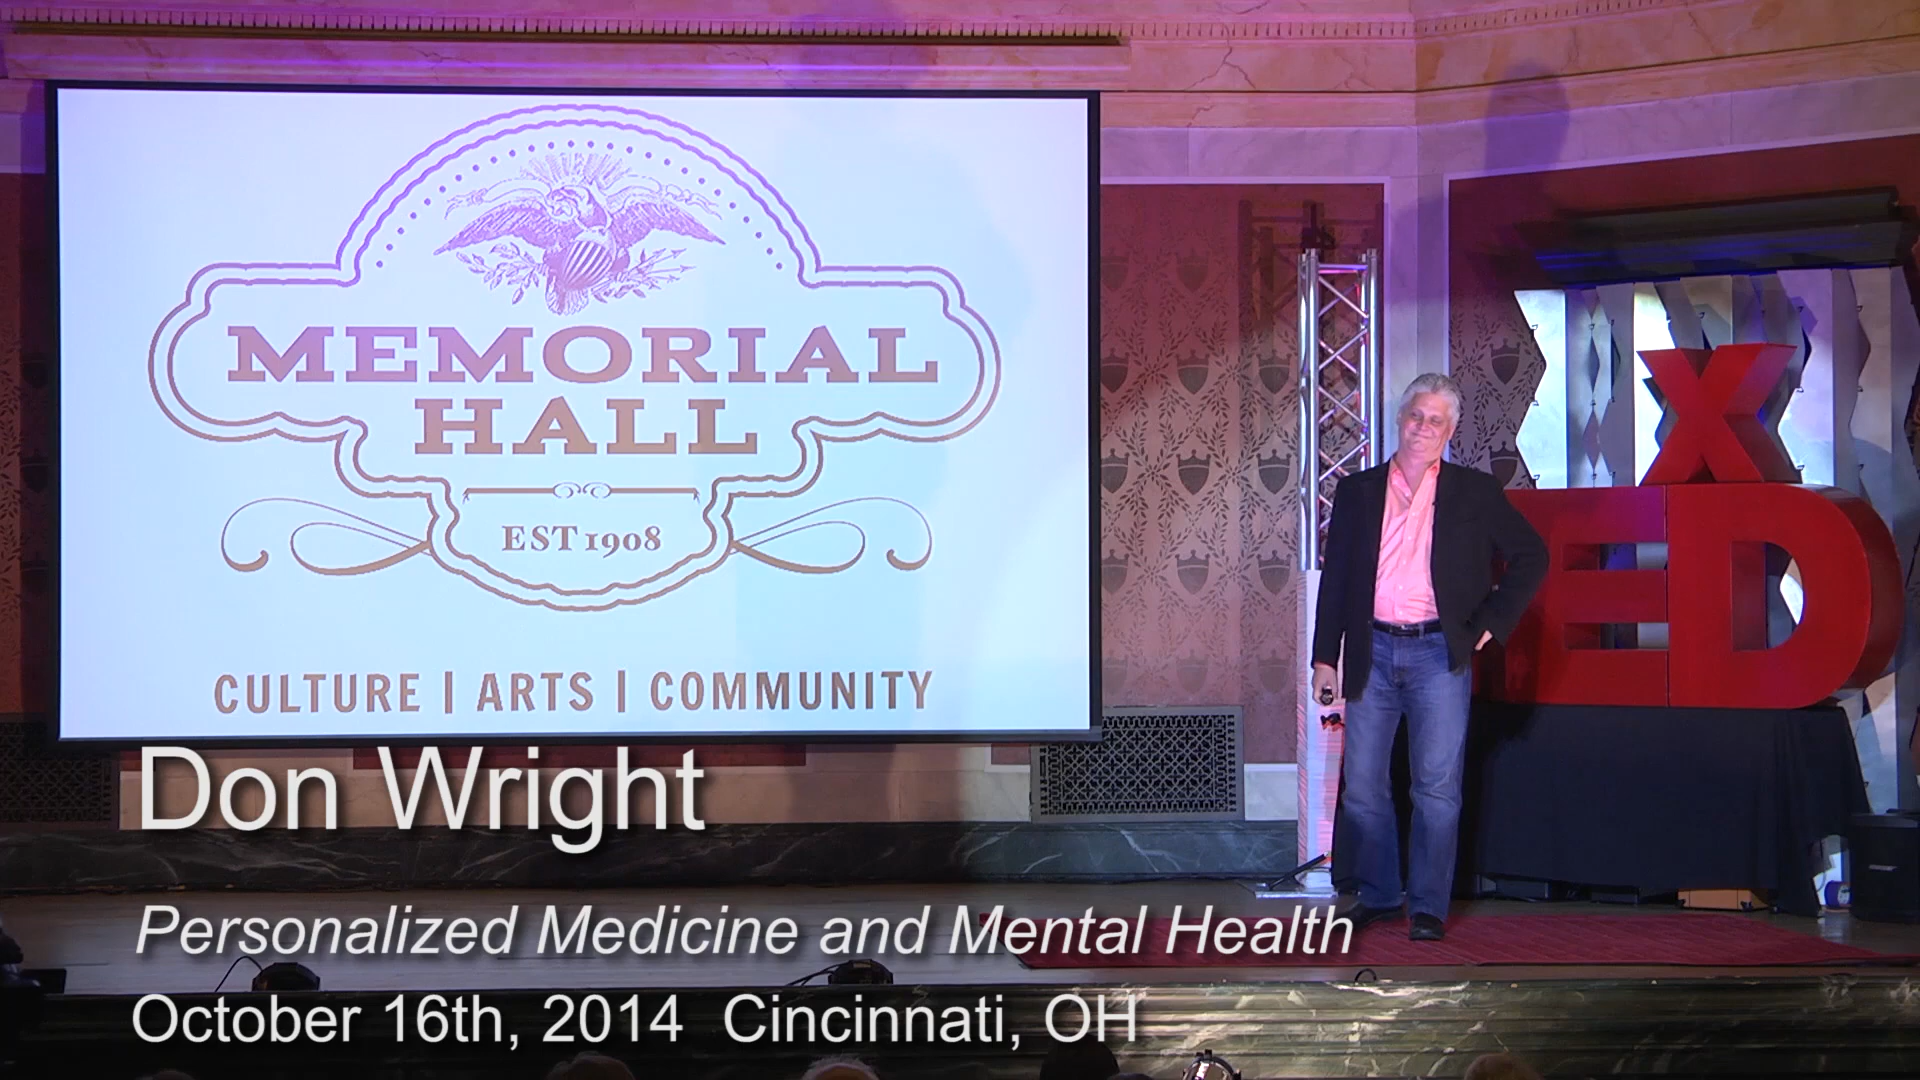 MEMORIAL
HALL
EST 1908
CULTURE | ARTS | COMMUNITY
X
ED
Don Wright
Personalized Medicine and Mental Health
October 16th, 2014 Cincinnati, OH